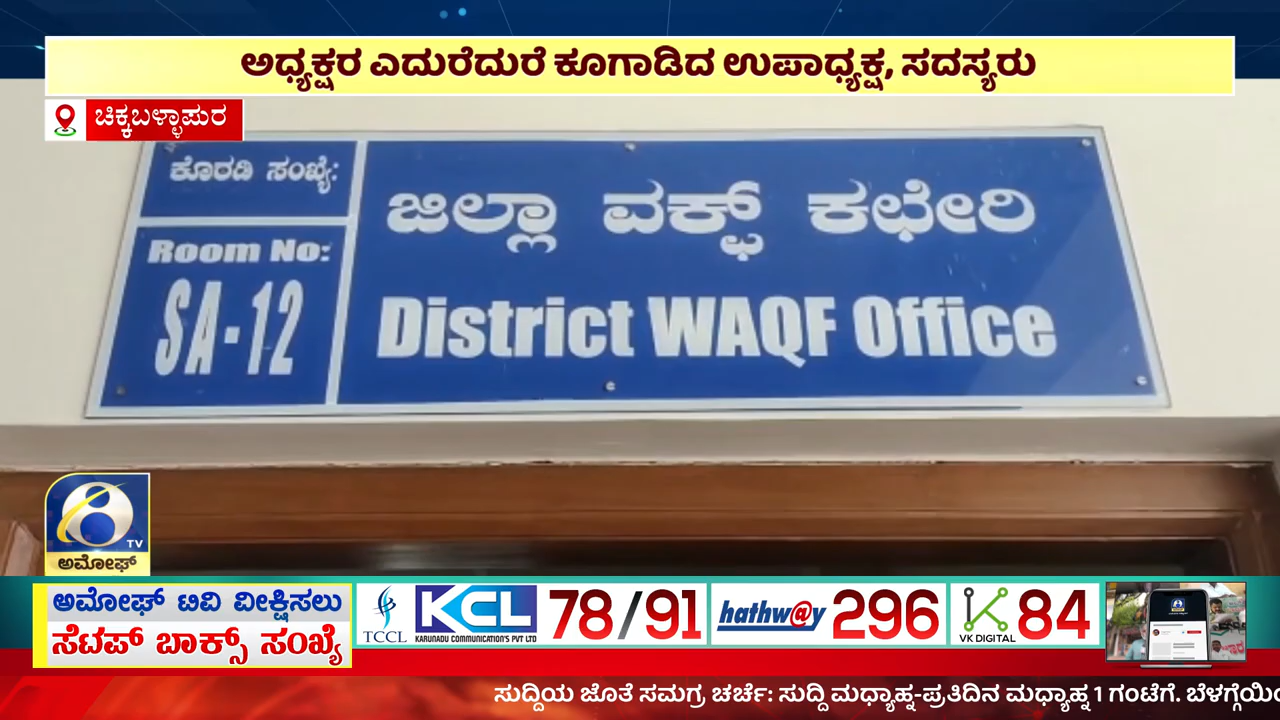 ಅಧ್ಯಕ್ಷರ ಎದುರೆದುರೆ ಕೂಗಾಡಿದ ಉಪಾಧ್ಯಕ್ಷ, ಸದಸ್ಯರು
ಚಿಕ್ಕಬಳ್ಳಾಪುರ
ಕೊಠಡಿ ಸಂಖ್ಯೆ:
ಜಿಲ್ಲಾ ವಕ್ಫ್ ಕಛೇರಿ
Room No:
SA-12
District WAQF Office
TV
ಅಮೋಘ್
ಅಮೋಘ್ ಟಿವಿ ವೀಕ್ಷಿಸಲು
ಸೆಟಪ್ ಬಾಕ್ಸ್ ಸಂಖ್ಯೆ
TCCL
KCL
KARUNADU COMMUNICATION'S PVT LTD
78/91
hathw@y
296
VK DIGITAL
84
ಸುದ್ದಿಯ ಜೊತೆ ಸಮಗ್ರ ಚರ್ಚೆ: ಸುದ್ದಿ ಮಧ್ಯಾಹ್ನ-ಪ್ರತಿದಿನ ಮಧ್ಯಾಹ್ನ 1 ಗಂಟೆಗೆ. ಬೆಳಗ್ಗೆಯಿಂ